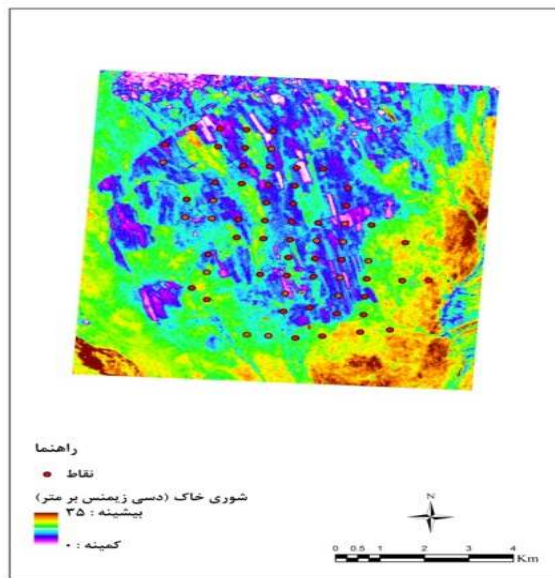 راهنما
نقاط
شوری خاک (دسی زیمنس بر متر)
بیشینه : ۳۵
کمینه : ۰
N
0 0.5 1 2 3 4
Km